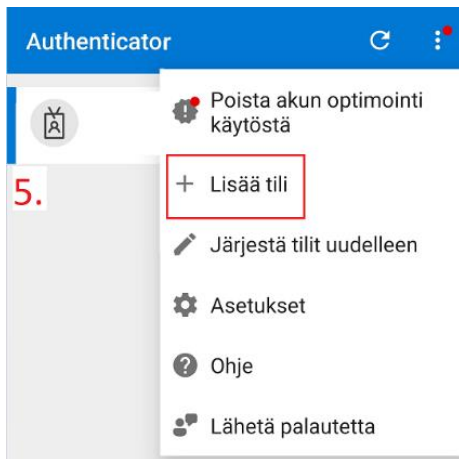 Authenticator
Poista akun optimointi
käytöstä
5.
Lisää tili
Järjestä tilit uudelleen
Asetukset
Ohje
Lähetä palautetta